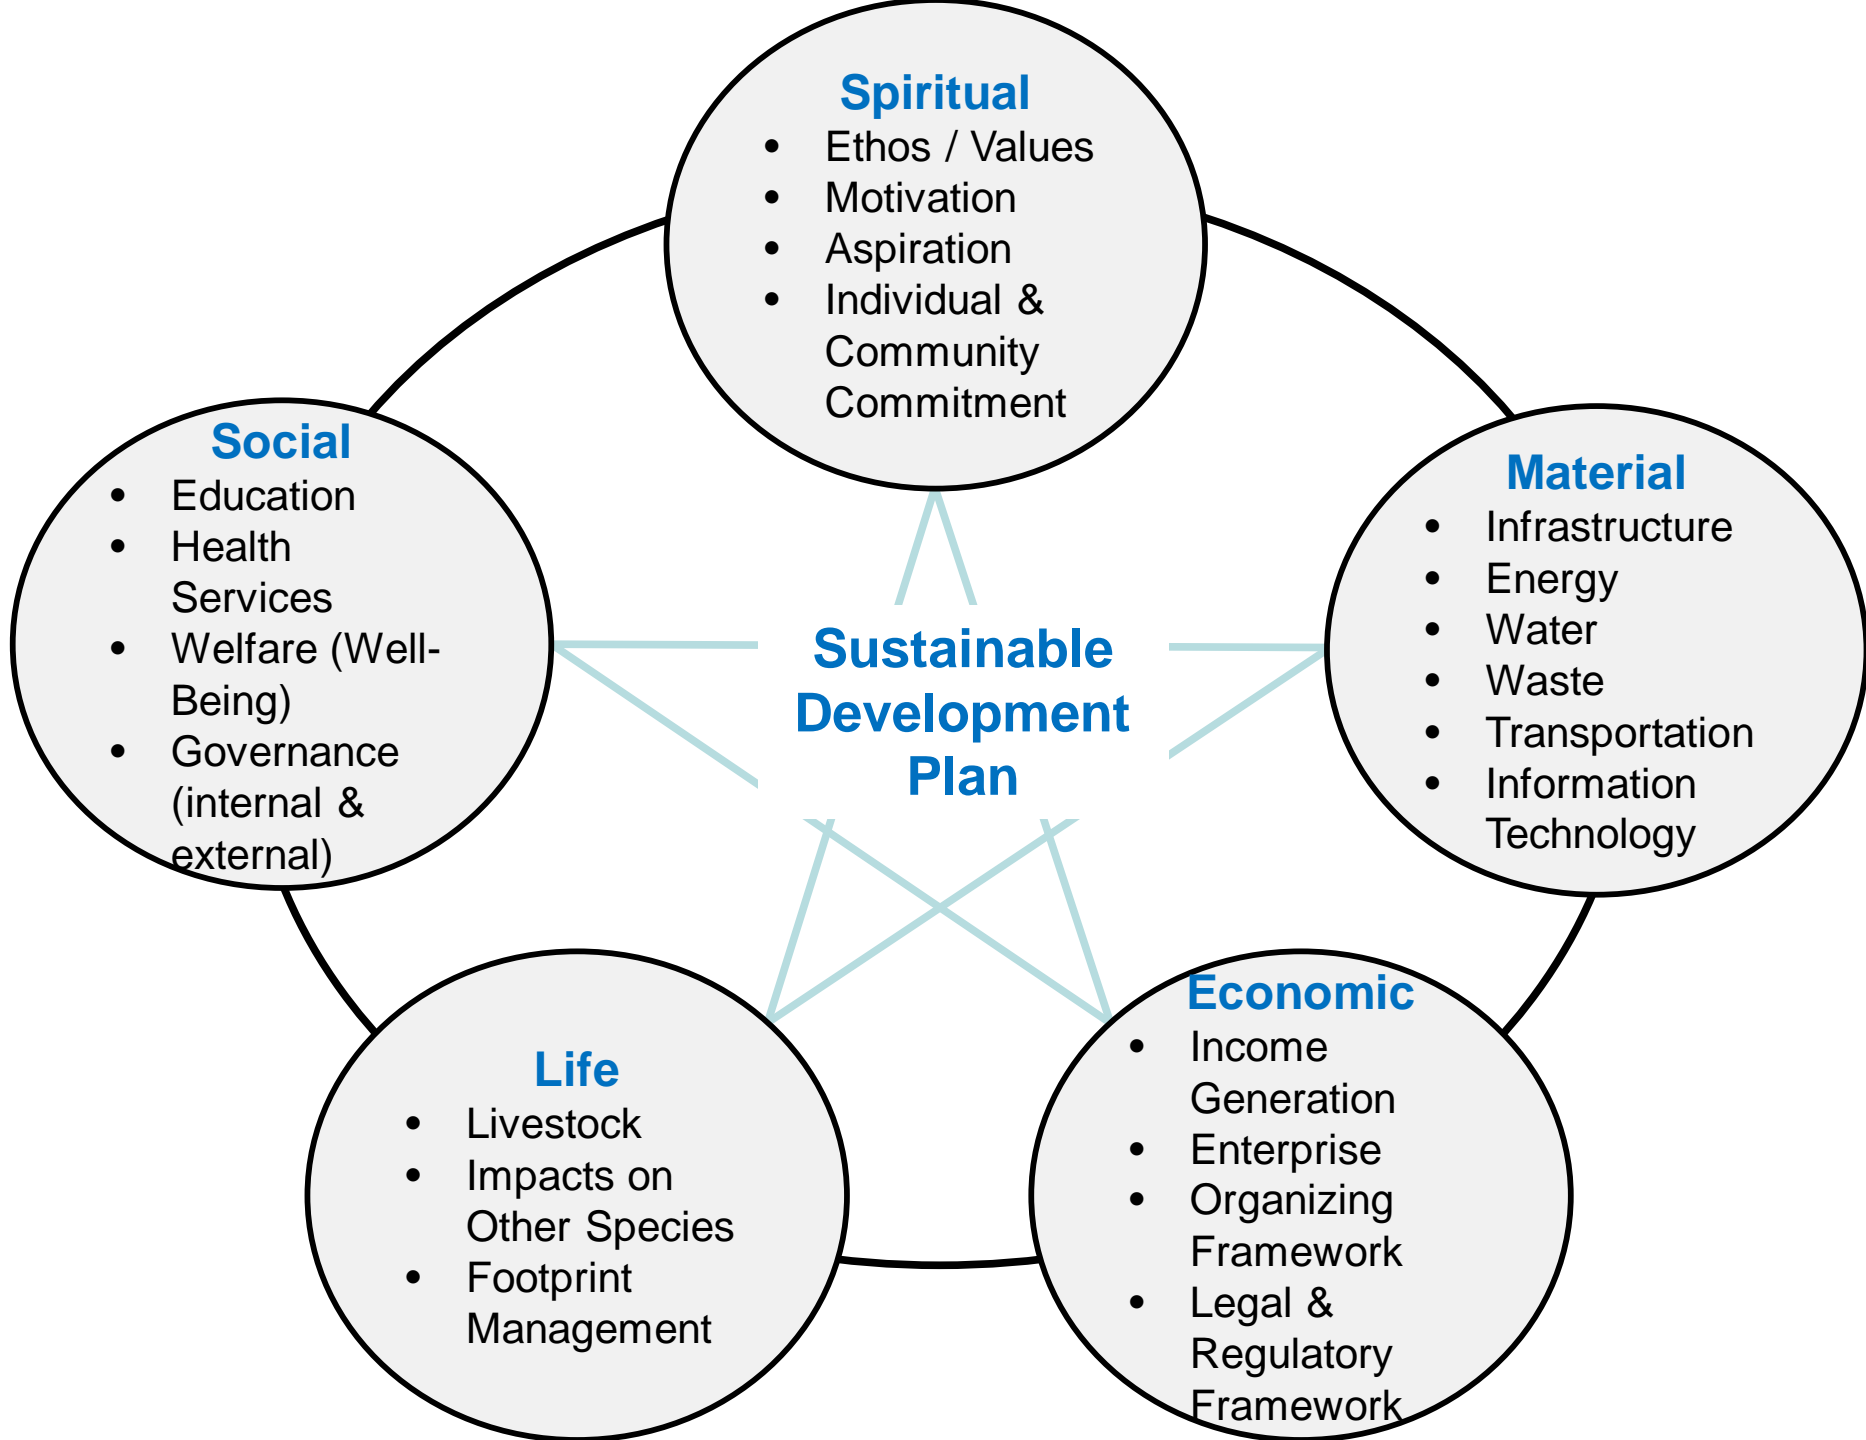 Spiritual
• Ethos / Values
• Motivation
• Aspiration
• Individual &
Community
Commitment
Social
• Education
• Health
Services
• Welfare (Well-
Being)
• Governance
(internal &
external)
Sustainable
Development
Plan
Material
• Infrastructure
• Energy
• Water
• Waste
• Transportation
• Information
Technology
Life
• Livestock
• Impacts on
Other Species
• Footprint
Management
Economic
• Income
Generation
• Enterprise
• Organizing
Framework
• Legal &
Regulatory
Framework